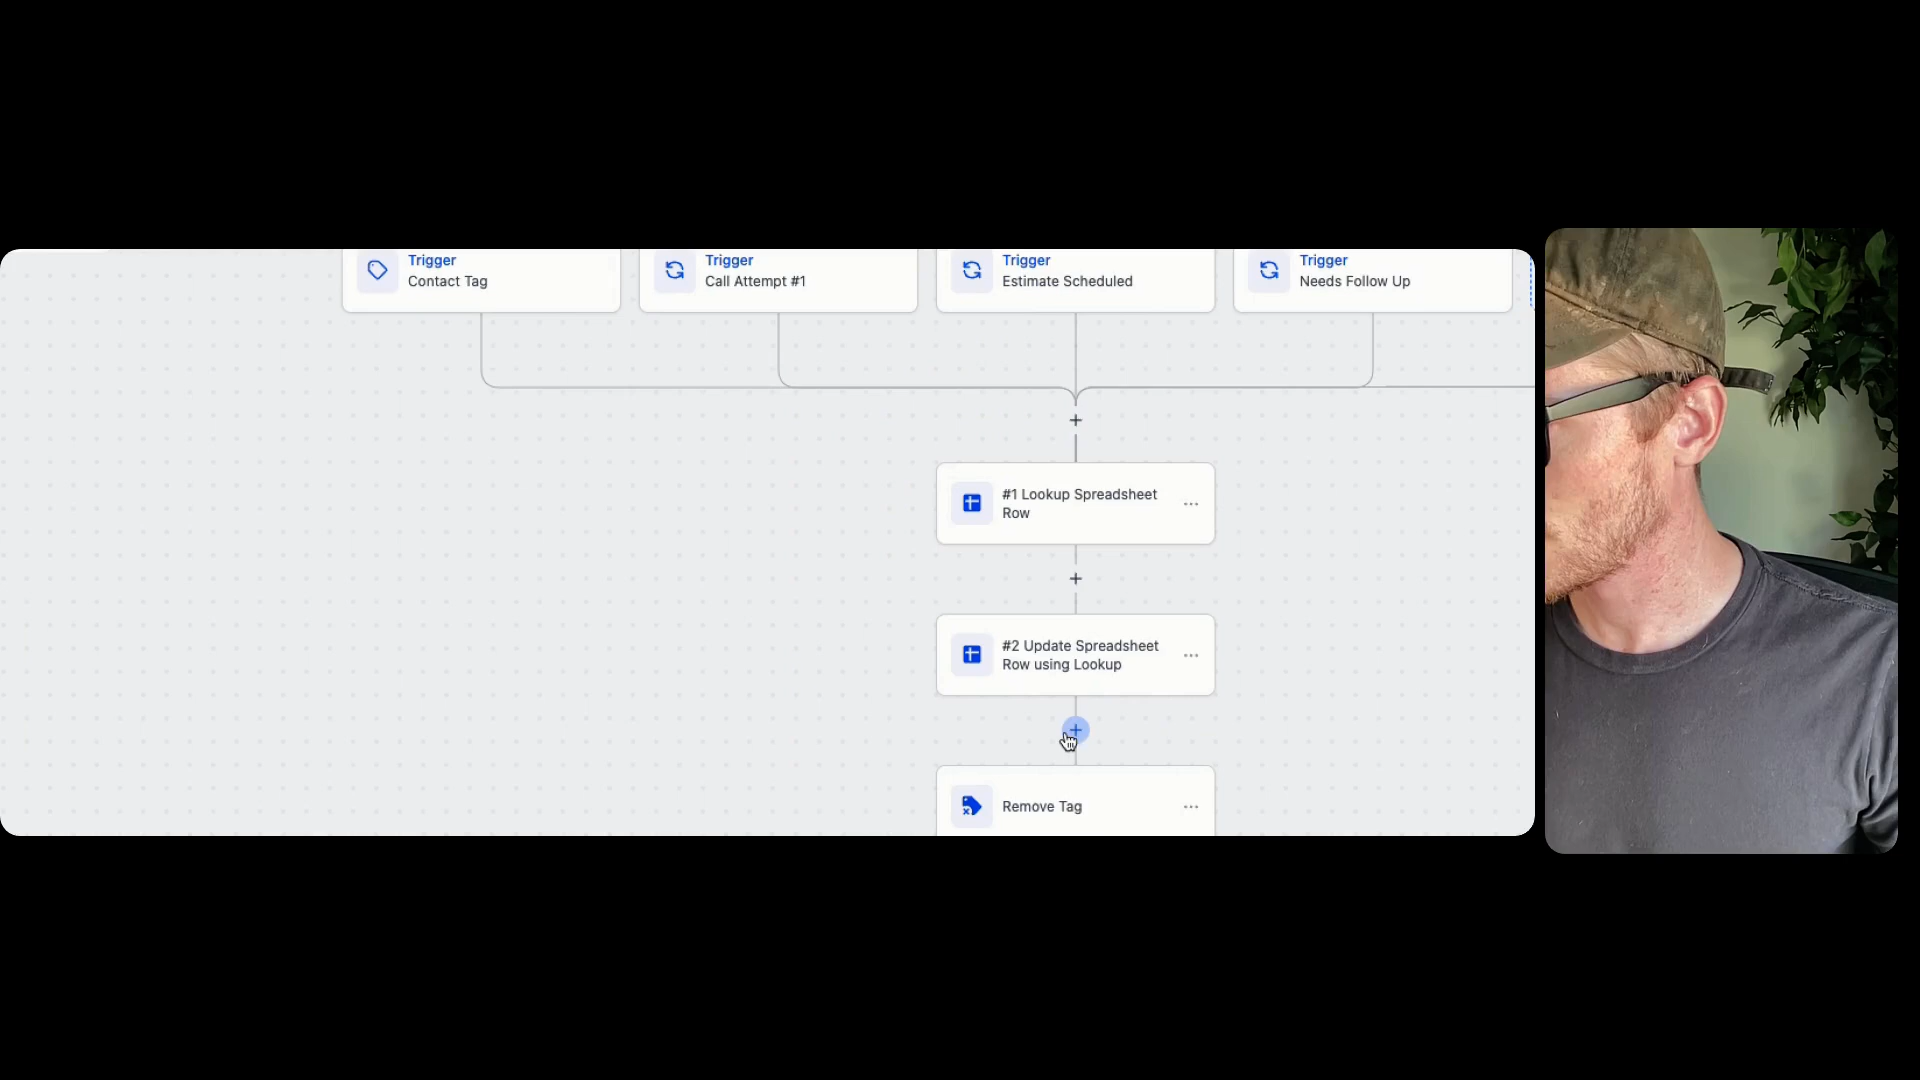 Trigger
Contact Tag
Trigger
Call Attempt #1
Trigger
Estimate Scheduled
Trigger
Needs Follow Up
#1 Lookup Spreadsheet
Row
#2 Update Spreadsheet
Row using Lookup
Remove Tag